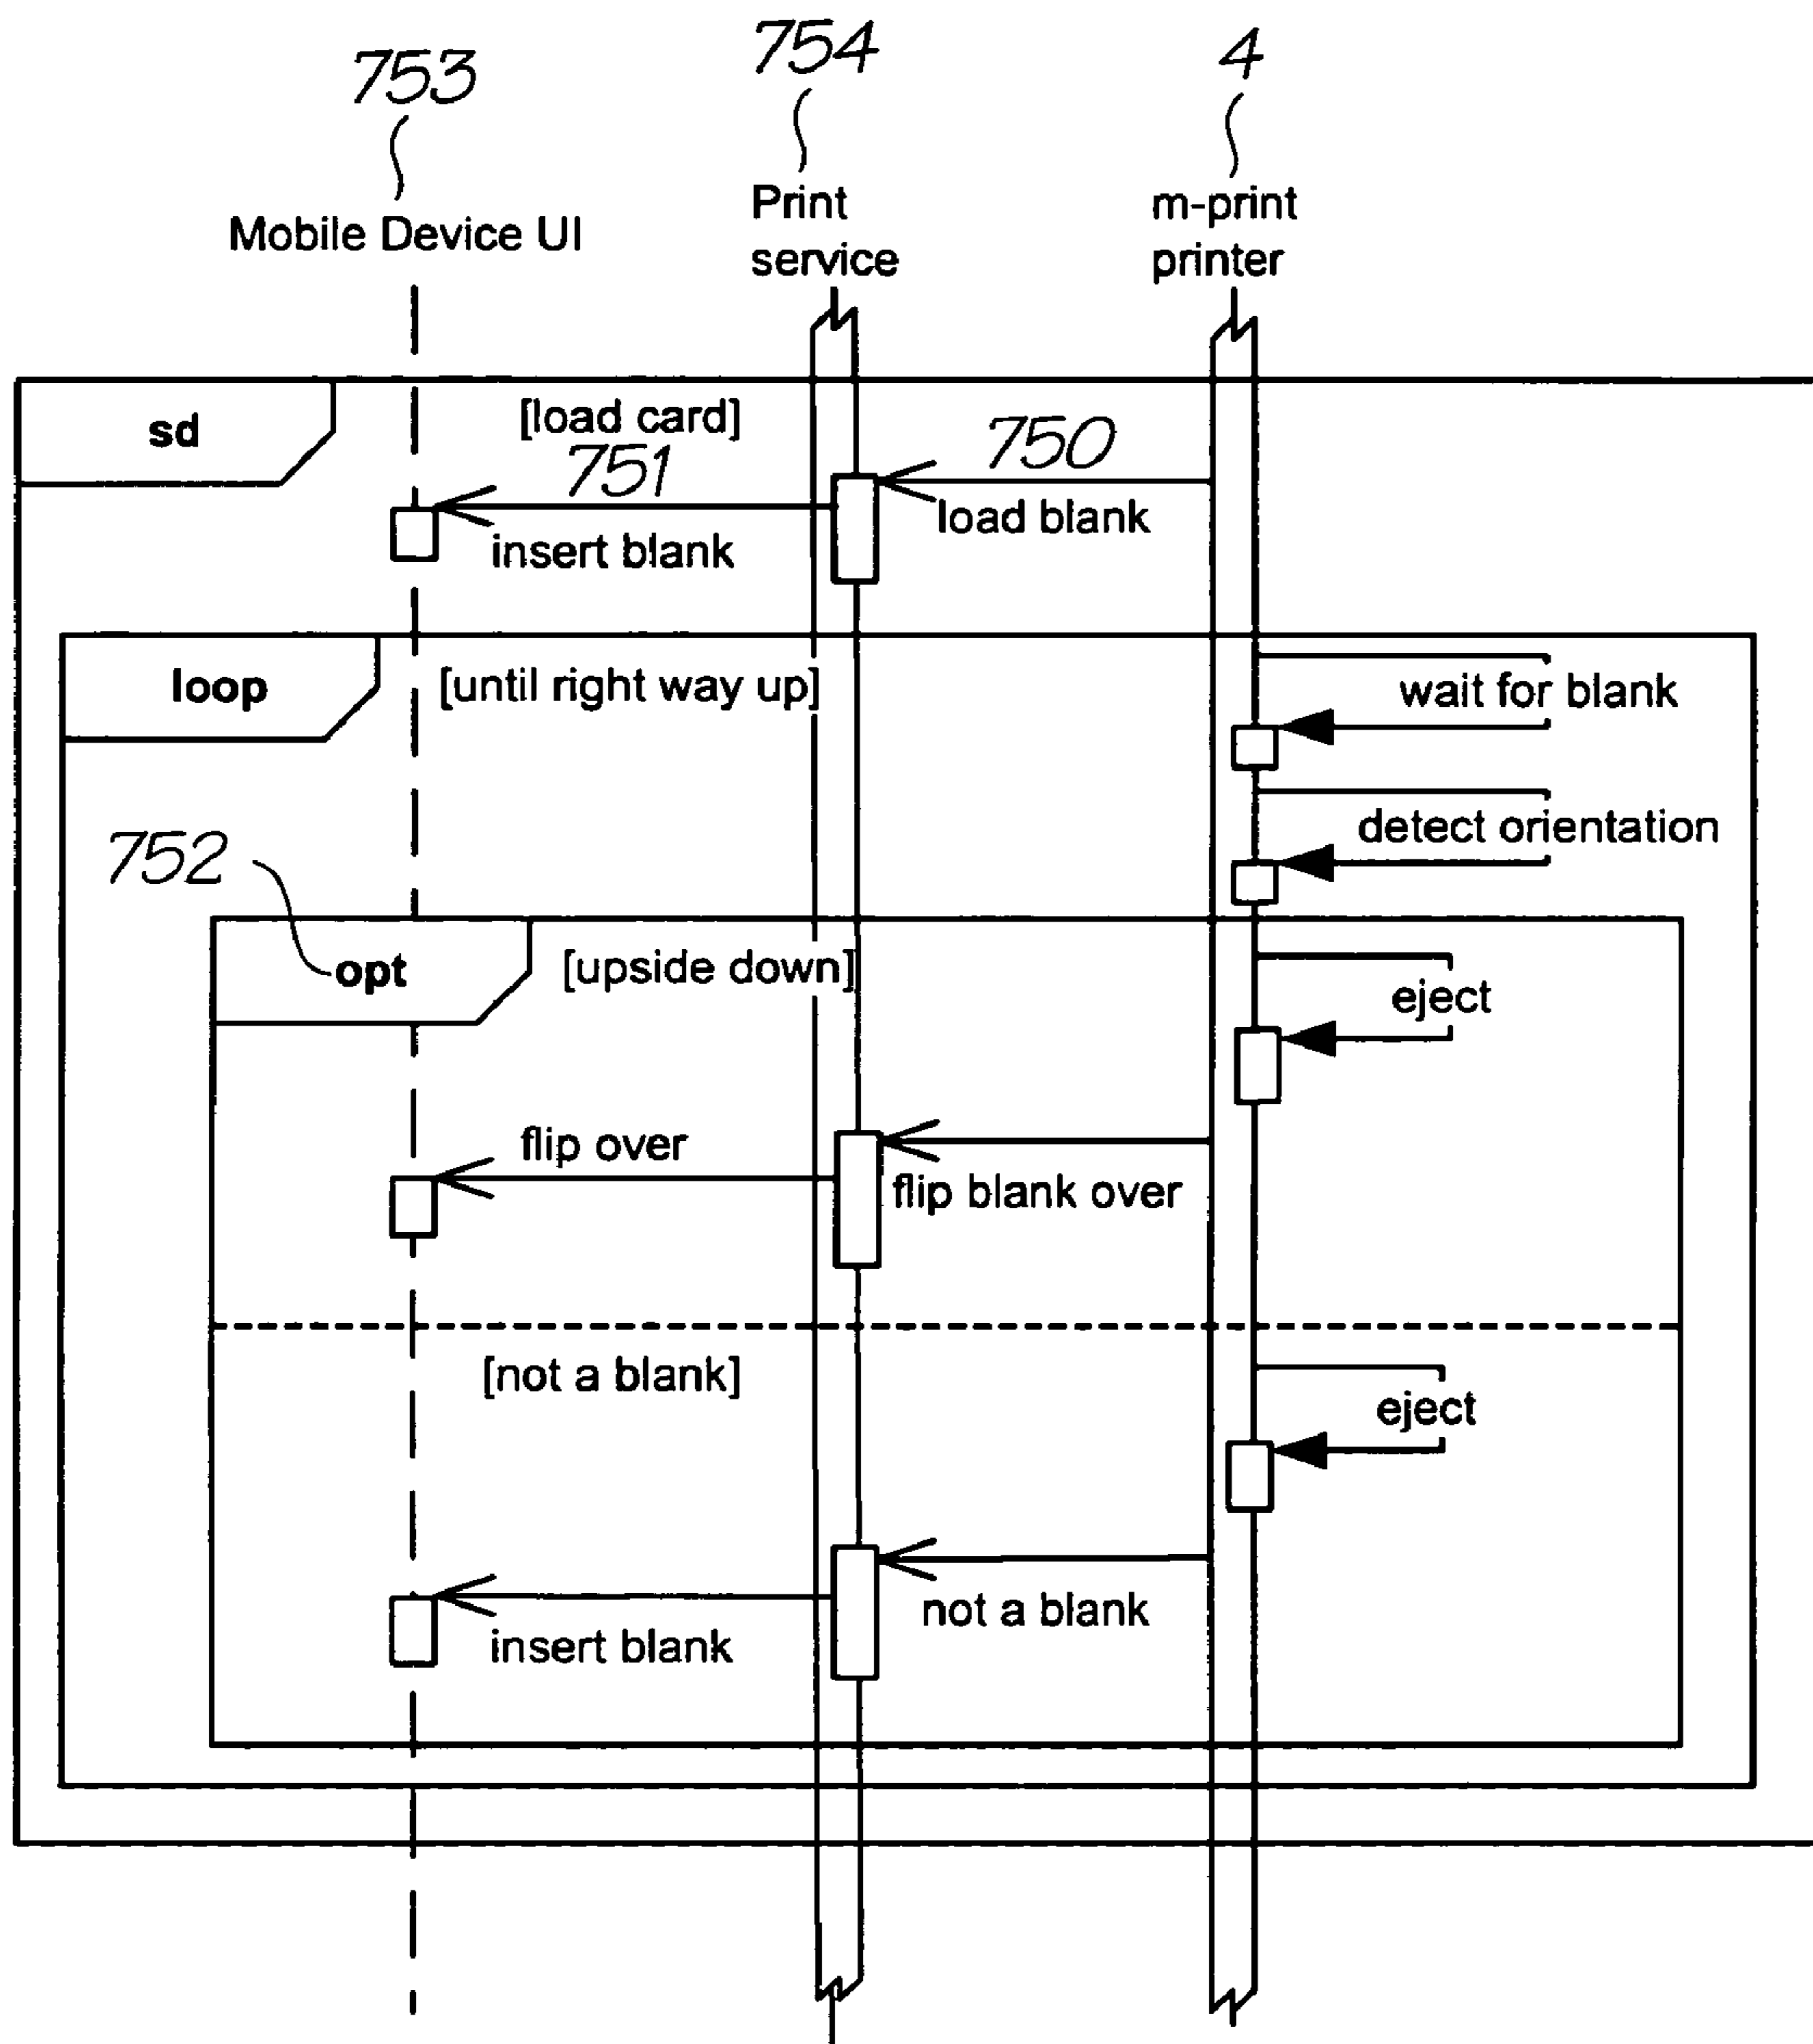 753
754
4
Mobile Device UI
Print
service
m-print
printer
sd
[load card]
751
750
insert blank
load blank
loop
[until right way up]
wait for blank
detect orientation
752
opt
[upside down]
eject
flip over
flip blank over
[not a blank]
eject
not a blank
insert blank